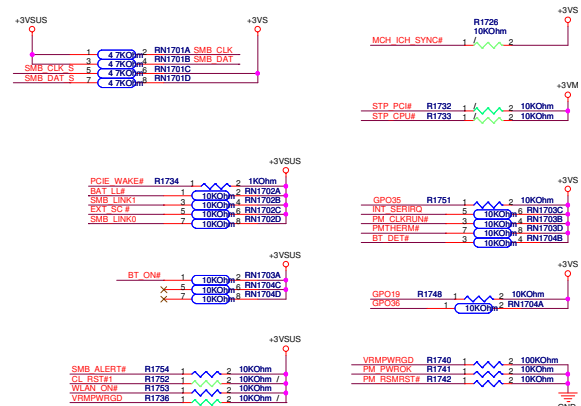 +3VSUS +3VS
1 4.7KOhm 2 RN1701A SMB_CLK
3 4.7KOhm 4 RN1701B SMB_DAT
SMB_CLK_S 5 4.7KOhm 6 RN1701C
SMB_DAT_S 7 4.7KOhm 8 RN1701D
+3VS
R1726
10KOhm
MCH_ICH_SYNC# 1 / 2
+3VM
STP_PCI# R1732 1 / 2 10KOhm
STP_CPU# R1733 1 / 2 10KOhm
+3VSUS
PCIE_WAKE# R1734 1 2 1KOhm
BAT_LL# 1 10KOhm 2 RN1702A
SMB_LINK1 3 10KOhm 4 RN1702B
EXT_SC# 5 10KOhm 6 RN1702C
SMB_LINK0 7 10KOhm 8 RN1702D
+3VS
GPO35 R1751 1 2 100KOhm
INT_SERIRQ 5 10KOhm 6 RN1703C
PM_CLKRUN# 3 10KOhm 4 RN1703B
PMTHERM# 7 10KOhm 8 RN1703D
BT_DET# 3 10KOhm 4 RN1704B
+3VSUS
BT_ON# 1 10KOhm 2 RN1703A
5 10KOhm 6 RN1704C
7 10KOhm 8 RN1704D
+3VS
GPO19 R1748 1 2 10KOhm
GPO36 1 10KOhm 2 RN1704A
+3VSUS
SMB_ALERT# R1754 1 2 10KOhm
CL_RST#1 R1752 1 2 10KOhm /
WLAN_ON# R1753 1 2 10KOhm
VRMPWRGD R1736 1 2 10KOhm /
VRMPWRGD R1740 1 2 100KOhm
PM_PWROK R1741 1 2 10KOhm
PM_RSMRST# R1742 1 2 10KOhm
GND